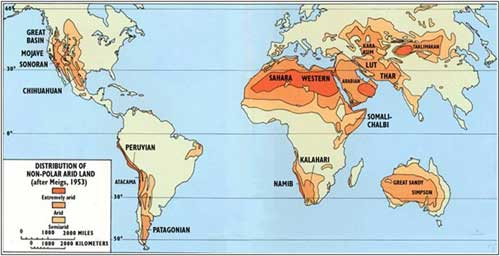 60°
GREAT
BASIN
MOJAVE
SONORAN
30°
CHIHUAHUAN
0°
PERUVIAN
ATACAMA
30°
PATAGONIAN
50°
KARA
KUM
TAKLIMAKAN
LUT
THAR
SAHARA
WESTERN
ARABIAN
SOMALI-
CHALBI
KALAHARI
NAMIB
GREAT SANDY
SIMPSON
DISTRIBUTION OF
NON-POLAR ARID LAND
(after Meigs, 1953)
Extremely arid
Arid
Semiarid
0 1000 2000 MILES
0 1000 2000 KILOMETERS